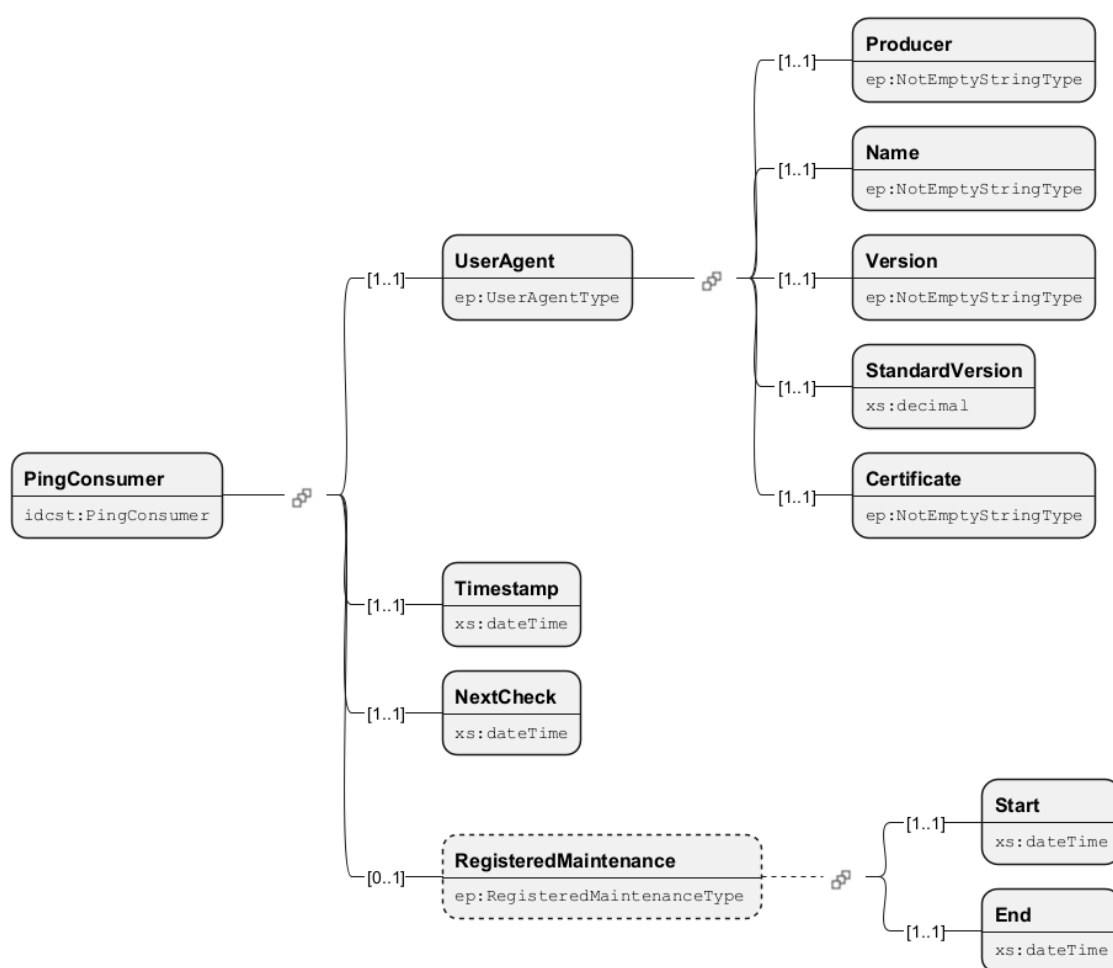 [1..1]
Producer
ep:NotEmptyStringType
[1..1]
Name
ep:NotEmptyStringType
[1..1]
UserAgent
ep:UserAgentType
[1..1]
Version
ep:NotEmptyStringType
[1..1]
StandardVersion
xs:decimal
PingConsumer
idcst:PingConsumer
[1..1]
Certificate
ep:NotEmptyStringType
[1..1]
Timestamp
xs:dateTime
[1..1]
NextCheck
xs:dateTime
[0..1]
RegisteredMaintenance
ep:RegisteredMaintenanceType
[1..1]
Start
xs:dateTime
[1..1]
End
xs:dateTime